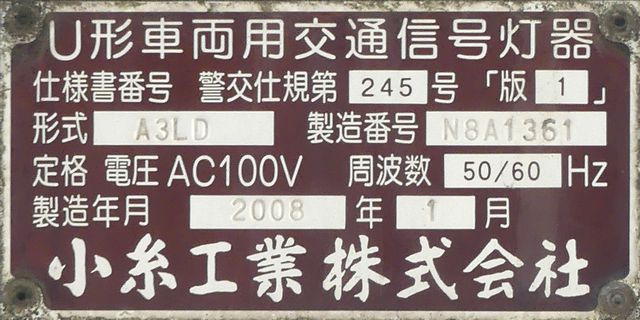 U形車両用交通信号灯器
仕様書番号 警交仕規第 245 号 「版 1 」
形式 A3LD 製造番号 N8A1361
定格 電圧 AC100V 周波数 50/60 Hz
製造年月 2008 年 1 月
小糸工業株式会社